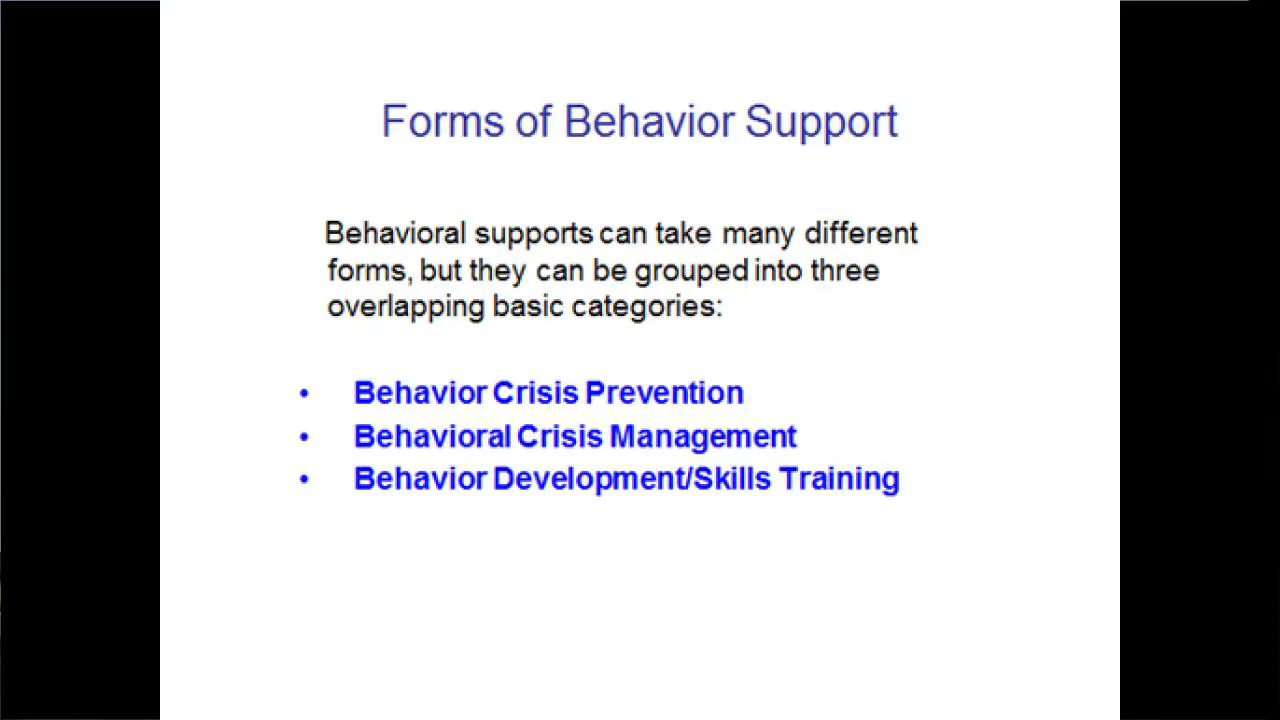 Forms of Behavior Support
Behavioral supports can take many different
forms, but they can be grouped into three
overlapping basic categories:
• Behavior Crisis Prevention
• Behavioral Crisis Management
• Behavior Development/Skills Training